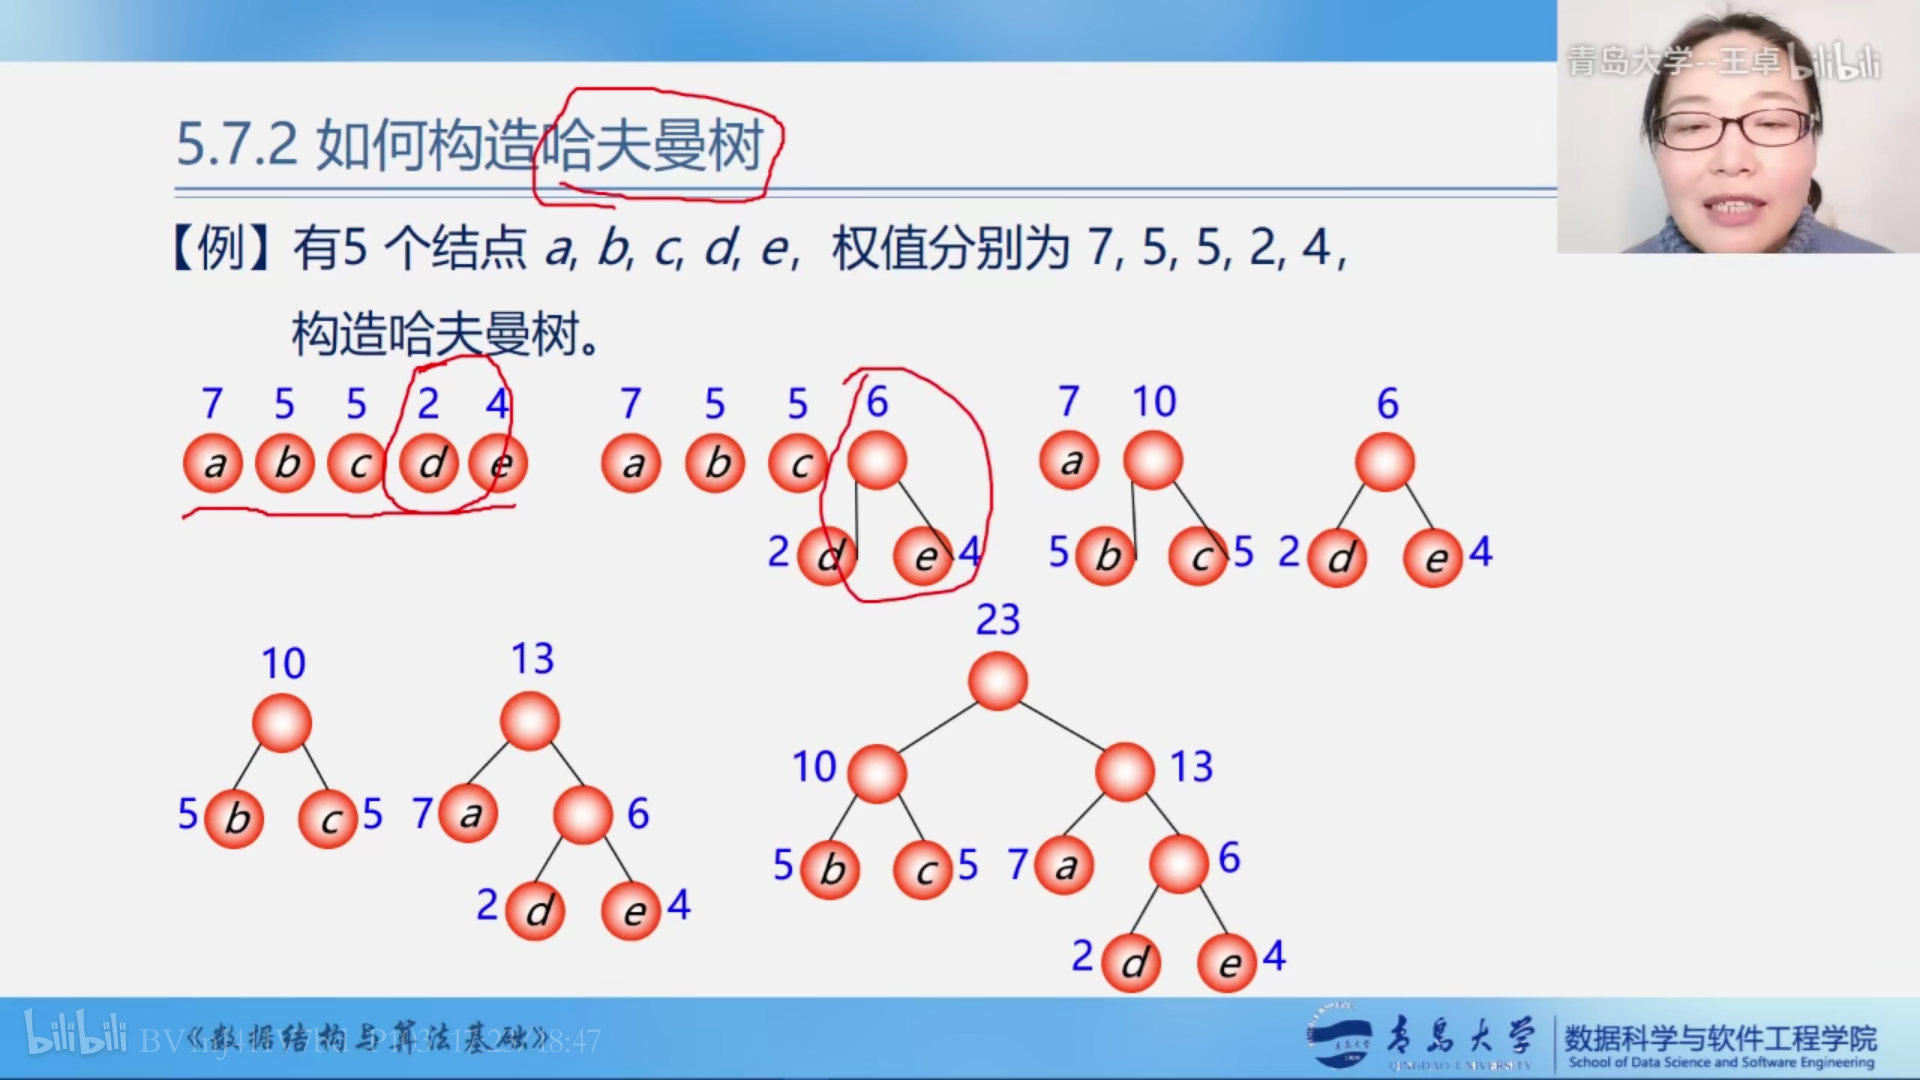 青岛大学--王卓 bilibili
5.7.2 如何构造哈夫曼树
【例】有5 个结点 a, b, c, d, e, 权值分别为 7, 5, 5, 2, 4,
构造哈夫曼树。
7 5 5 2 4
a b c d e
7 5 5 6
a b c
2 d e 4
7 10 6
a
5 b c 5 2 d e 4
10 13
5 b c 5 7 a 6
2 d e 4
23
10 13
5 b c 5 7 a 6
2 d e 4
bilibili
《数据结构与算法基础》
青岛大学
QINGDAO UNIVERSITY
数据科学与软件工程学院
School of Data Science and Software Engineering